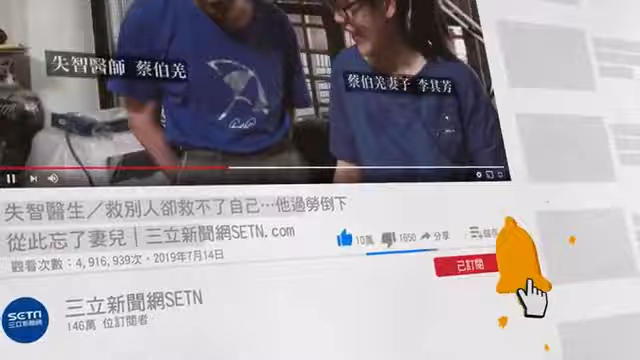 失智醫師 蔡伯羌
蔡伯羌妻子 李其芳
失智醫生／救別人卻救不了自己…他過勞倒下
從此忘了妻兒｜三立新聞網SETN.com
觀看次數：4,916,939次・2019年7月14日
10萬 1650 分享 儲存
已訂閱
SETN
三立新聞網
三立新聞網SETN
146萬 位訂閱者